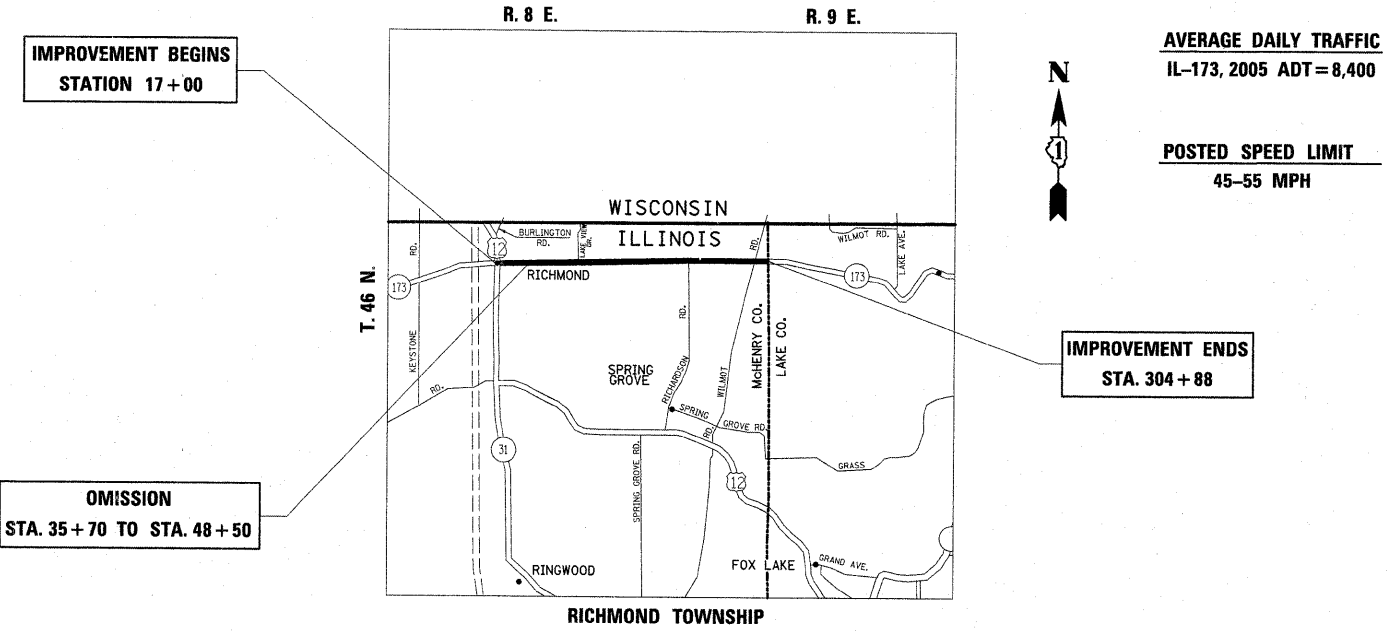 R. 8 E.
R. 9 E.
IMPROVEMENT BEGINS
STATION 17+00
AVERAGE DAILY TRAFFIC
IL-173, 2005 ADT=8,400
N
1
POSTED SPEED LIMIT
45-55 MPH
WISCONSIN
ILLINOIS
BURLINGTON
RD.
LAKE VIEW
DR.
12
RD.
WILMOT RD.
LAKE AVE.
RD.
173
RICHMOND
173
T. 46 N.
KEYSTONE
RD.
McHENRY CO.
LAKE CO.
IMPROVEMENT ENDS
STA. 304+88
SPRING
GROVE
RICHARDSON
WILMOT
RD.
SPRING
GROVE RD.
RD.
31
SPRING GROVE RD.
GRASS
12
OMISSION
STA. 35+70 TO STA. 48+50
RINGWOOD
FOX LAKE
GRAND AVE.
RICHMOND TOWNSHIP